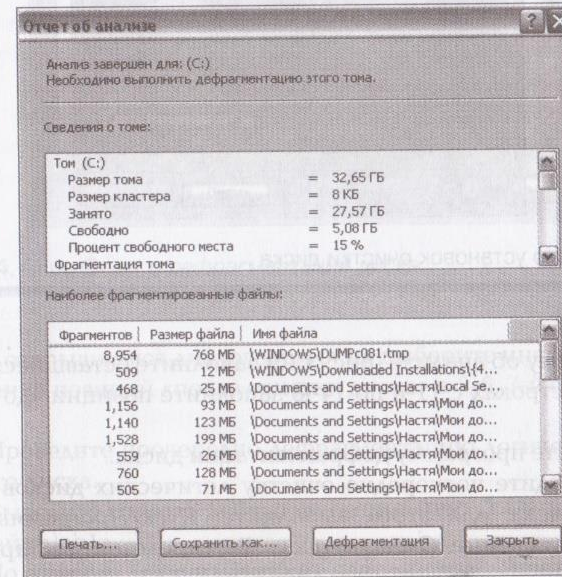 Отчет об анализе
Анализ завершен для: (C:)
Необходимо выполнить дефрагментацию этого тома.
Сведения о томе:
Том (C:)
Размер тома = 32,65 ГБ
Размер кластера = 8 КБ
Занято = 27,57 ГБ
Свободно = 5,08 ГБ
Процент свободного места = 15 %
Фрагментация тома
Наиболее фрагментированные файлы:
Фрагментов Размер файла Имя файла
8,954 768 МБ \WINDOWS\DUMPc081.tmp
509 2 МБ \WINDOWS\Downloaded Installations\{4...
468 25 МБ \Documents and Settings\Настя\Local Se...
1,156 93 МБ \Documents and Settings\Настя\Мои до...
1,140 123 МБ \Documents and Settings\Настя\Мои до...
1,528 199 МБ \Documents and Settings\Настя\Мои до...
559 96 МБ \Documents and Settings\Настя\Мои до...
760 128 МБ \Documents and Settings\Настя\Мои до...
505 71 МБ \Documents and Settings\Настя\Мои до...
Печать... Сохранить как... Дефрагментация Закрыть